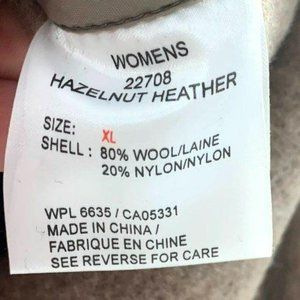 WOMENS
22708
HAZELNUT HEATHER
SIZE: XL
SHELL: 80% WOOL/LAINE
20% NYLON/NYLON
WPL 6635 / CA05331
MADE IN CHINA /
FABRIQUE EN CHINE
SEE REVERSE FOR CARE